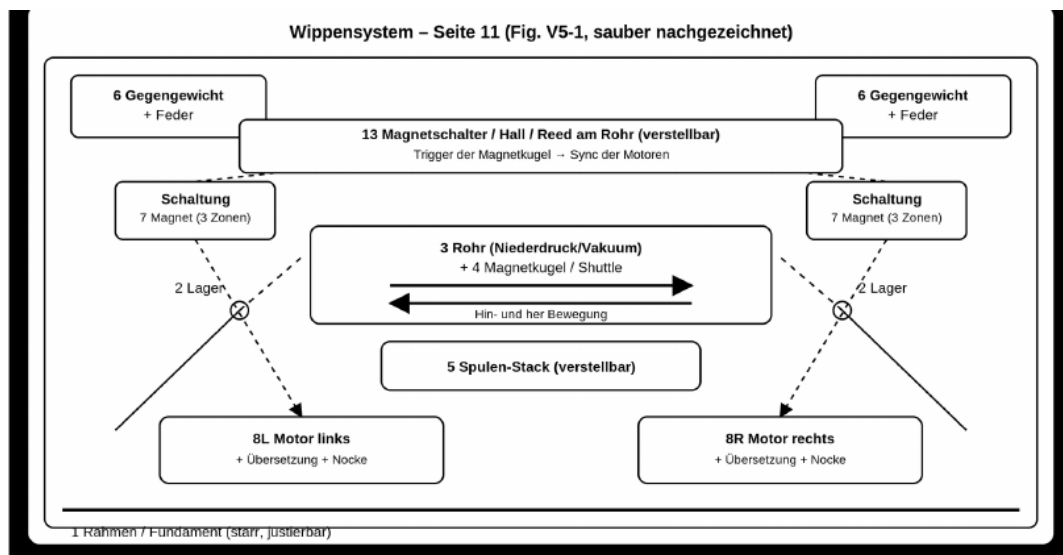 Wippensystem – Seite 11 (Fig. V5-1, sauber nachgezeichnet)
6 Gegengewicht
+ Feder
6 Gegengewicht
+ Feder
13 Magnetschalter / Hall / Reed am Rohr (verstellbar)
Trigger der Magnetkugel → Sync der Motoren
Schaltung
7 Magnet (3 Zonen)
Schaltung
7 Magnet (3 Zonen)
3 Rohr (Niederdruck/Vakuum)
+ 4 Magnetkugel / Shuttle
Hin- und her Bewegung
2 Lager
2 Lager
5 Spulen-Stack (verstellbar)
8L Motor links
+ Übersetzung + Nocke
8R Motor rechts
+ Übersetzung + Nocke
1 Rahmen / Fundament (starr, justierbar)